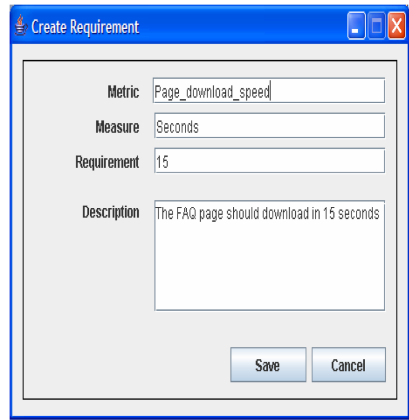 Create Requirement
Metric Page_download_speed
Measure Seconds
Requirement 15
Description The FAQ page should download in 15 seconds
Save Cancel